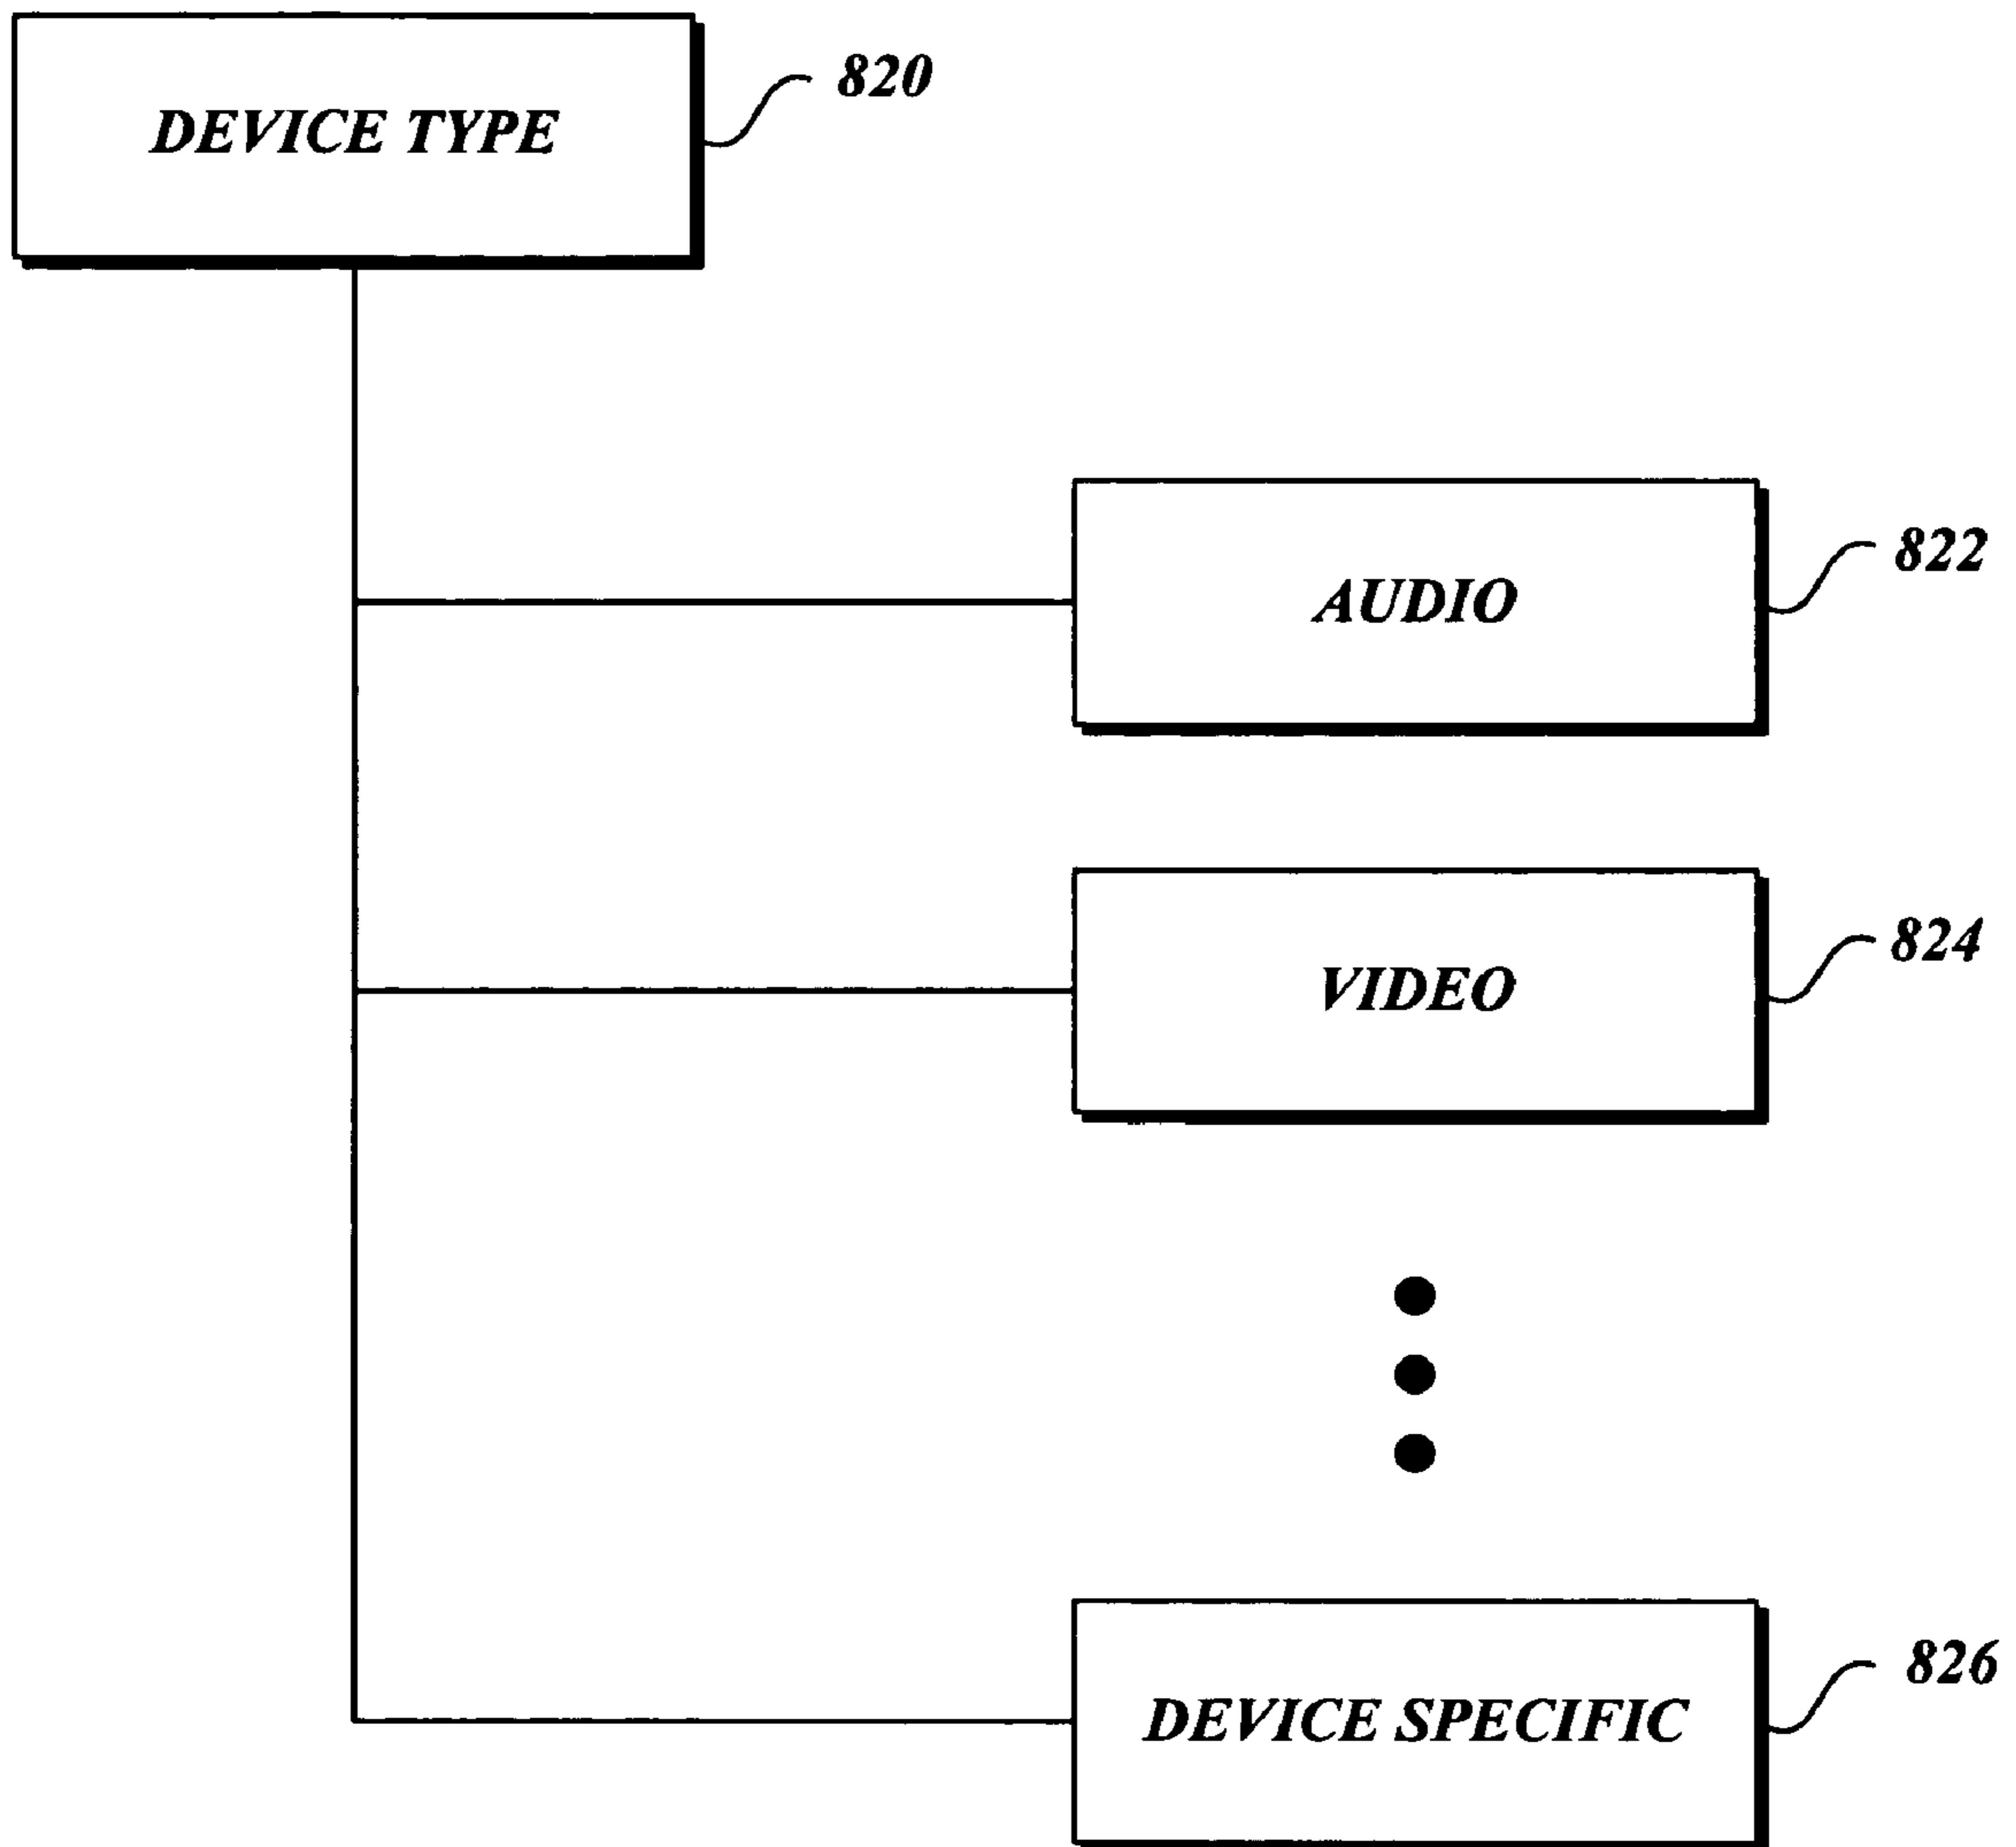 DEVICE TYPE
820
AUDIO
822
VIDEO
824
DEVICE SPECIFIC
826